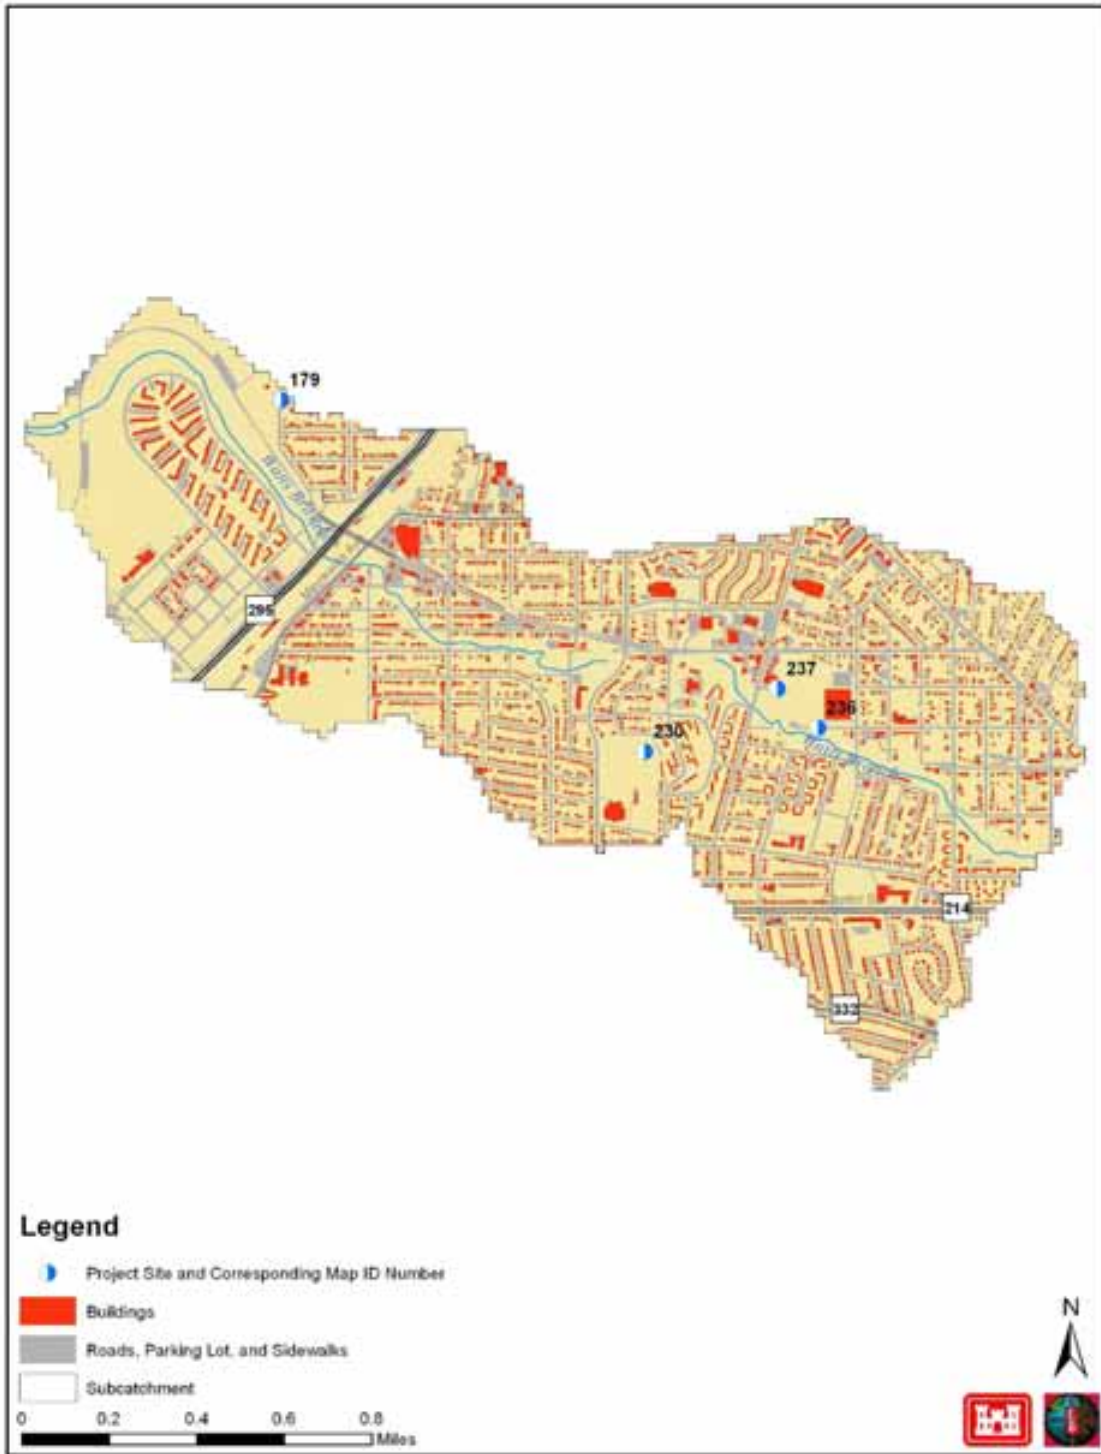 179
295
237
236
230
214
332
Legend
Project Site and Corresponding Map ID Number
Buildings
Roads, Parking Lot, and Sidewalks
Subcatchment
0 0.2 0.4 0.6 0.8
Miles
N